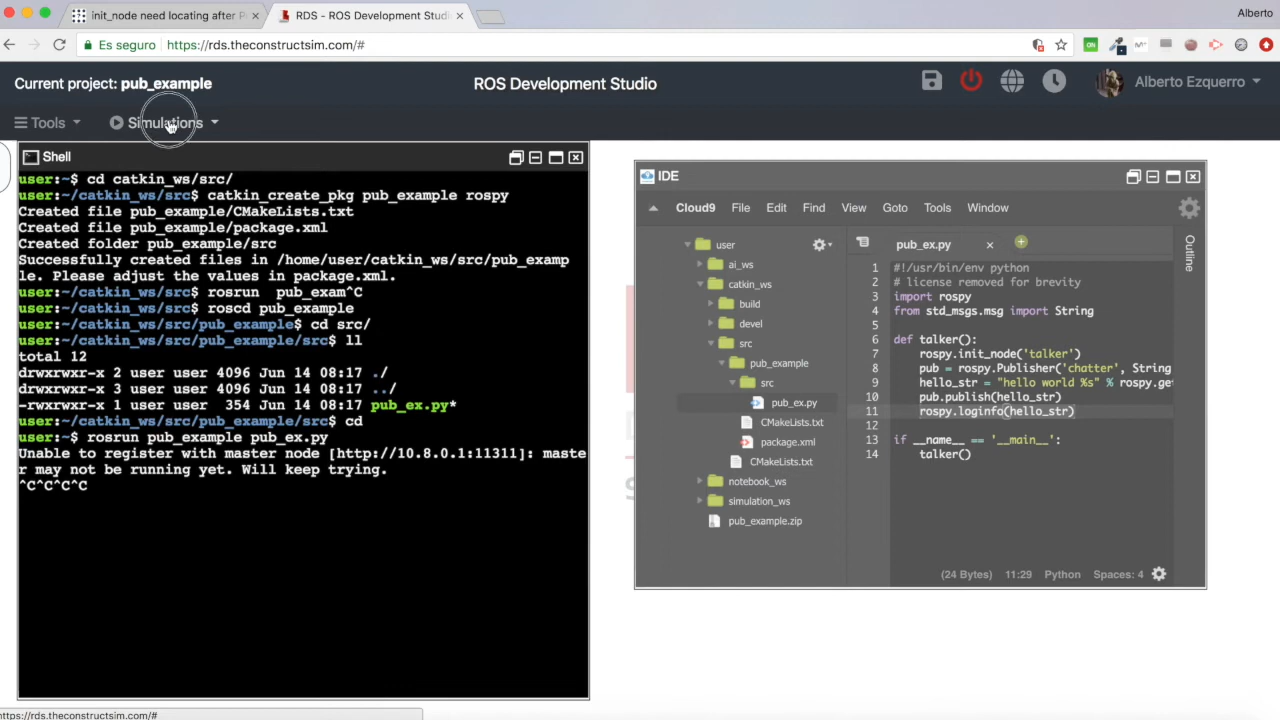 init_node need locating after P
RDS - ROS Development Studi
Alberto
Es seguro
https://rds.theconstructsim.com/#
Current project: pub_example
ROS Development Studio
Alberto Ezquerro
Tools
Simulations
Shell
user:~$ cd catkin_ws/src/
user:~/catkin_ws/src$ catkin_create_pkg pub_example rospy
Created file pub_example/CMakeLists.txt
Created file pub_example/package.xml
Created folder pub_example/src
Successfully created files in /home/user/catkin_ws/src/pub_examp
le. Please adjust the values in package.xml.
user:~/catkin_ws/src$ rosrun  pub_exam^C
user:~/catkin_ws/src$ roscd pub_example
user:~/catkin_ws/src/pub_example$ cd src/
user:~/catkin_ws/src/pub_example/src$ ll
total 12
drwxrwxr-x 2 user user 4096 Jun 14 08:17 ./
drwxrwxr-x 3 user user 4096 Jun 14 08:17 ../
-rwxrwxr-x 1 user user  354 Jun 14 08:17 pub_ex.py*
user:~/catkin_ws/src/pub_example/src$ cd
user:~$ rosrun pub_example pub_ex.py
Unable to register with master node [http://10.8.0.1:11311]: maste
r may not be running yet. Will keep trying.
^C^C^C^C
IDE
Cloud9 File Edit Find View Goto Tools Window
user
ai_ws
catkin_ws
build
devel
src
pub_example
src
pub_ex.py
CMakeLists.txt
package.xml
CMakeLists.txt
notebook_ws
simulation_ws
pub_example.zip
pub_ex.py
1 #!/usr/bin/env python
2 # license removed for brevity
3 import rospy
4 from std_msgs.msg import String
5
6 def talker():
7     rospy.init_node('talker')
8     pub = rospy.Publisher('chatter', String
9     hello_str = "hello world %s" % rospy.ge
10     pub.publish(hello_str)
11     rospy.loginfo(hello_str)
12
13 if __name__ == '__main__':
14     talker()
Outline
(24 Bytes) 11:29 Python Spaces: 4
https://rds.theconstructsim.com/#